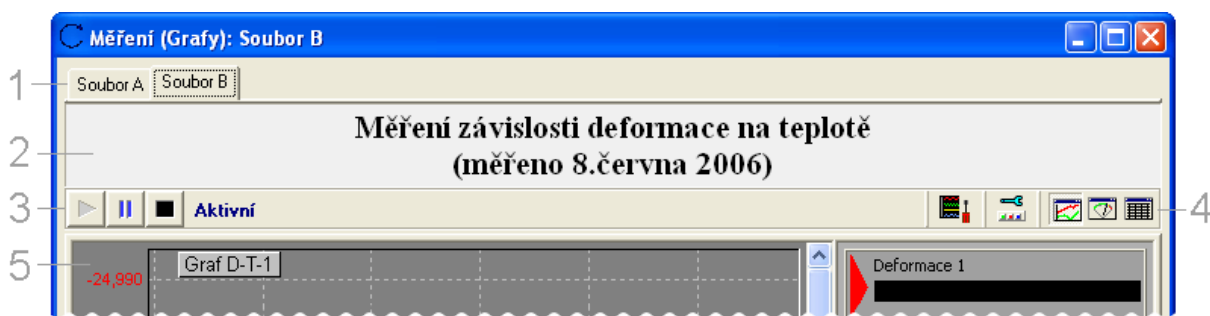 Měření (Grafy): Soubor B
1
Soubor A Soubor B
2
Měření závislosti deformace na teplotě
(měřeno 8.června 2006)
3
Aktivní
4
5
-24,990
Graf D-T-1
Deformace 1